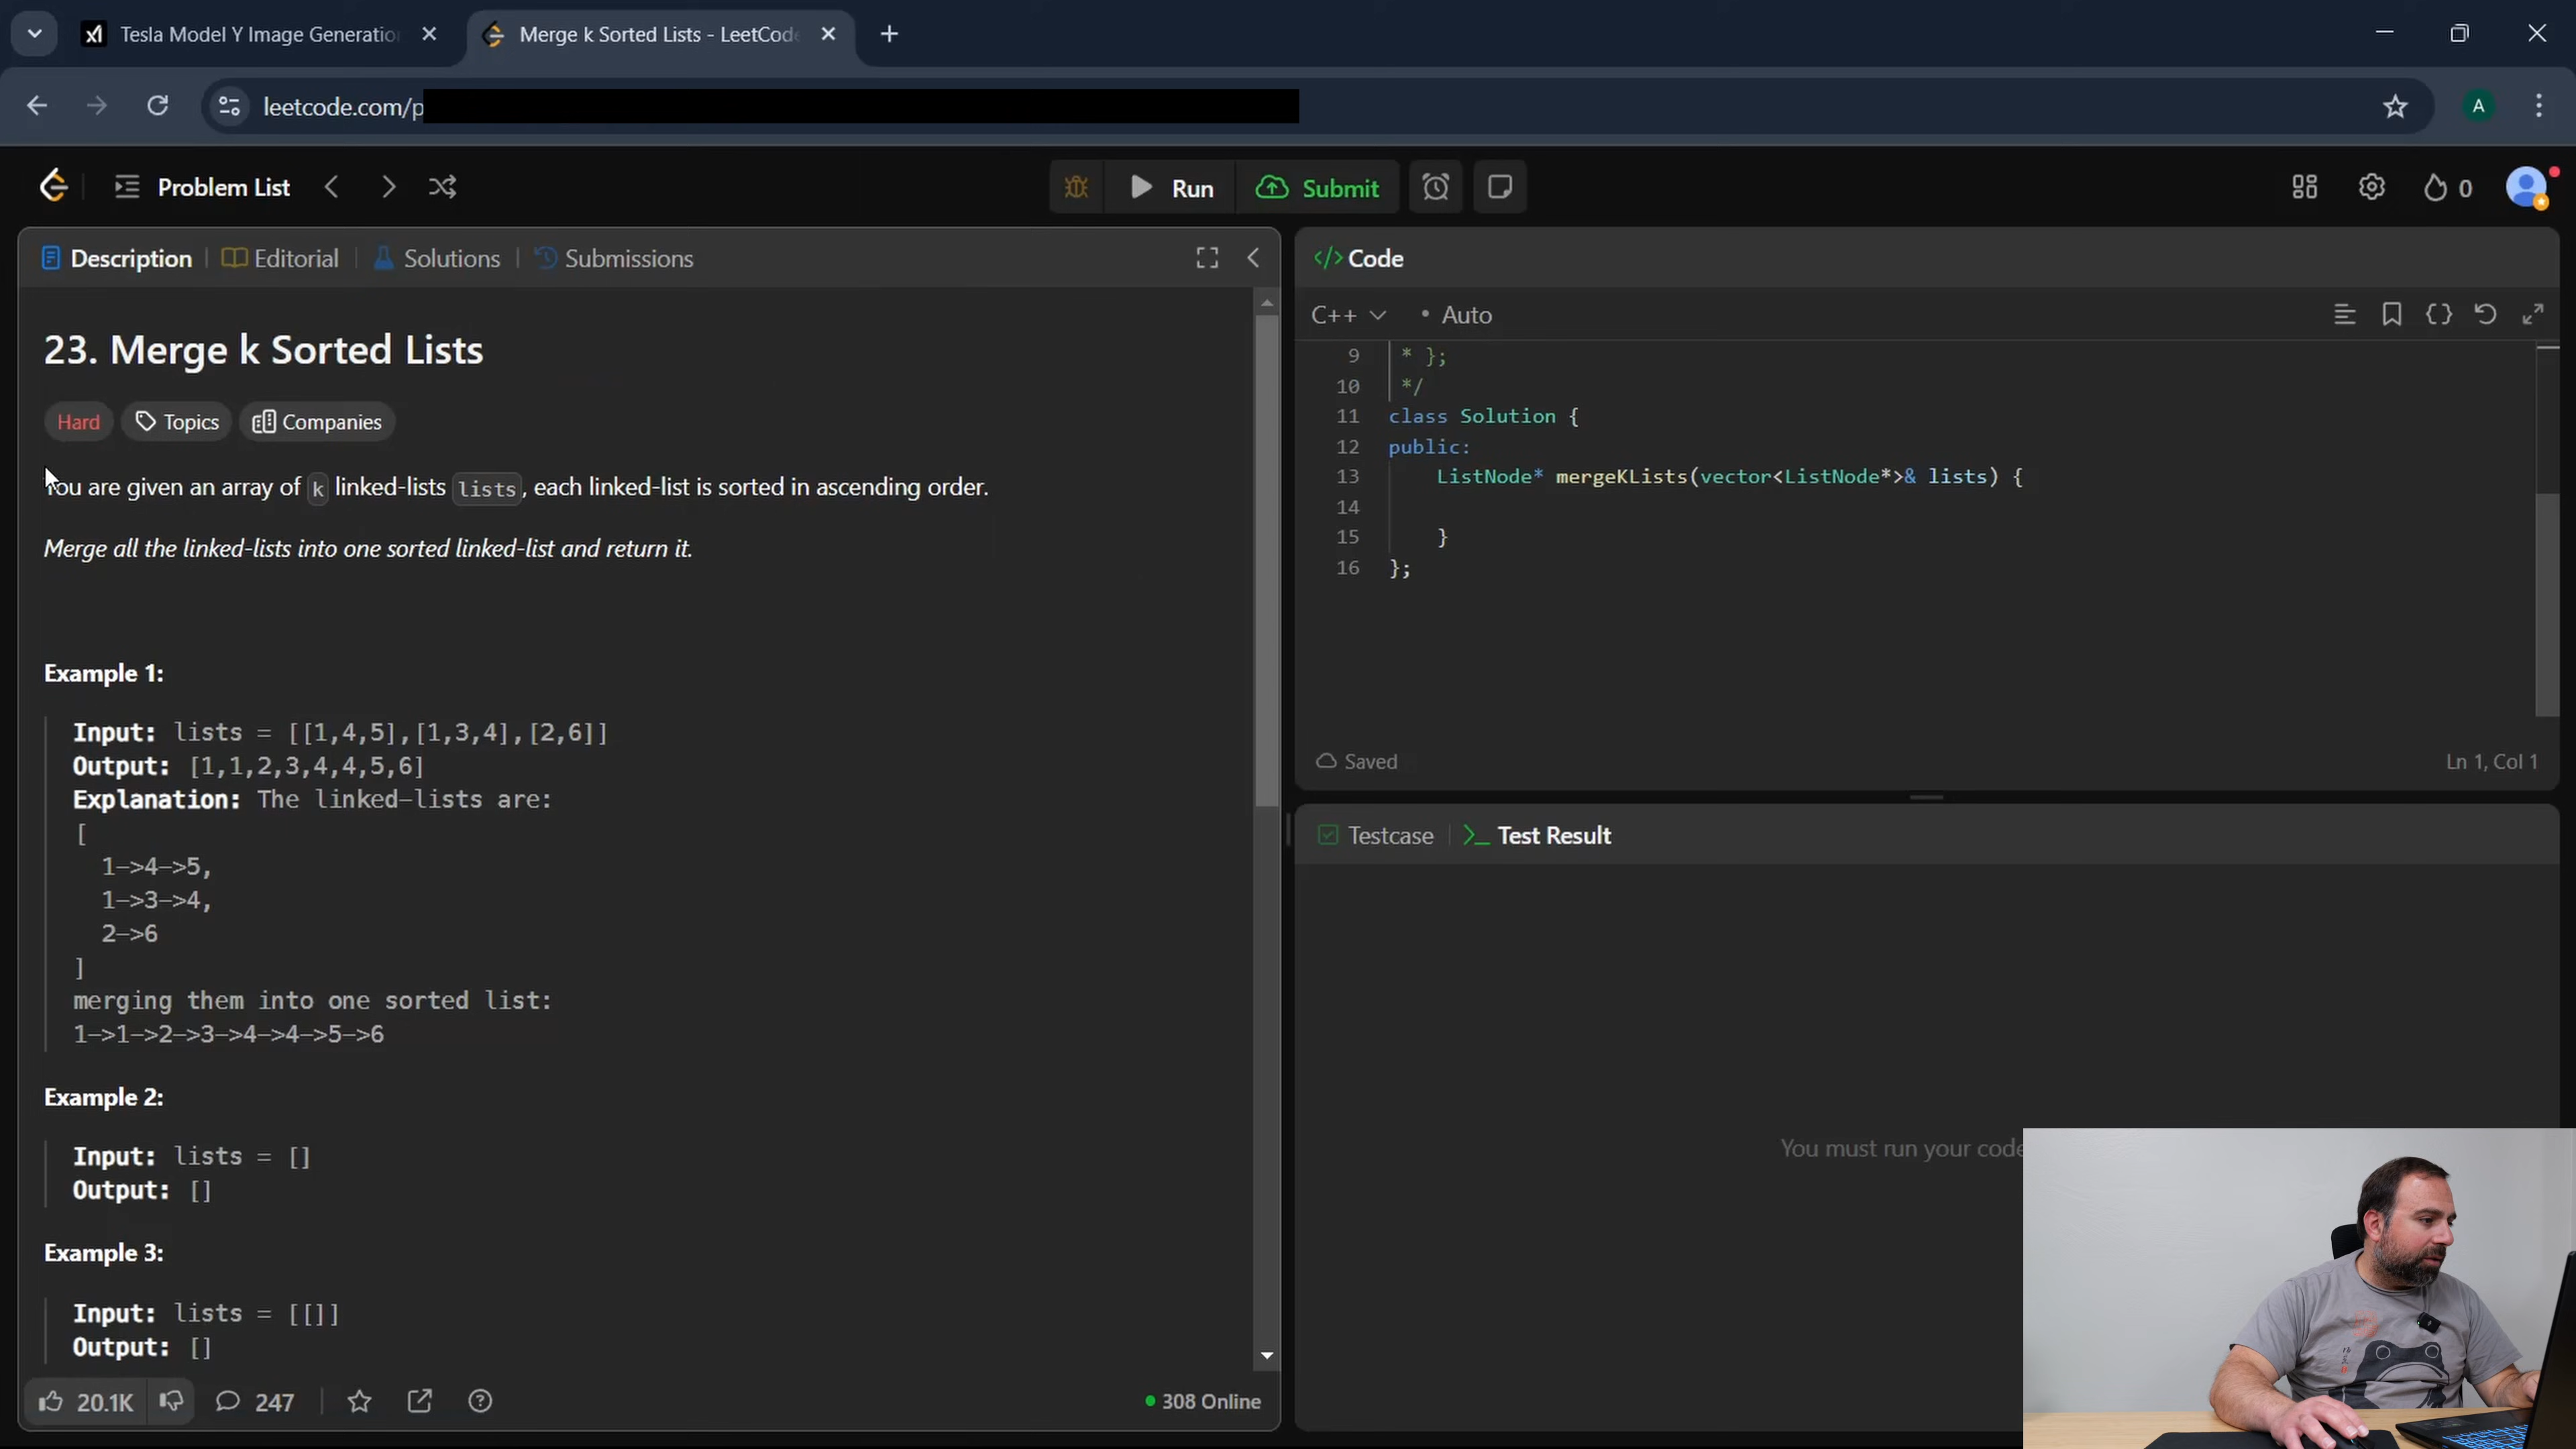 Tesla Model Y Image Generation
Merge k Sorted Lists - LeetCode
leetcode.com/p
A
Problem List
Run
Submit
0
Description
Editorial
Solutions
Submissions
23. Merge k Sorted Lists
Hard
Topics
Companies
You are given an array of k linked-lists lists, each linked-list is sorted in ascending order.
Merge all the linked-lists into one sorted linked-list and return it.
Example 1:
Input: lists = [[1,4,5],[1,3,4],[2,6]]
Output: [1,1,2,3,4,4,5,6]
Explanation: The linked-lists are:
[
1->4->5,
1->3->4,
2->6
]
merging them into one sorted list:
1->1->2->3->4->4->5->6
Example 2:
Input: lists = []
Output: []
Example 3:
Input: lists = [[]]
Output: []
20.1K
247
308 Online
</> Code
C++
• Auto
9 * };
10 */
11 class Solution {
12 public:
13 ListNode* mergeKLists(vector<ListNode*>& lists) {
14
15 }
16 };
Saved
Ln 1, Col 1
Testcase
>_ Test Result
You must run your code